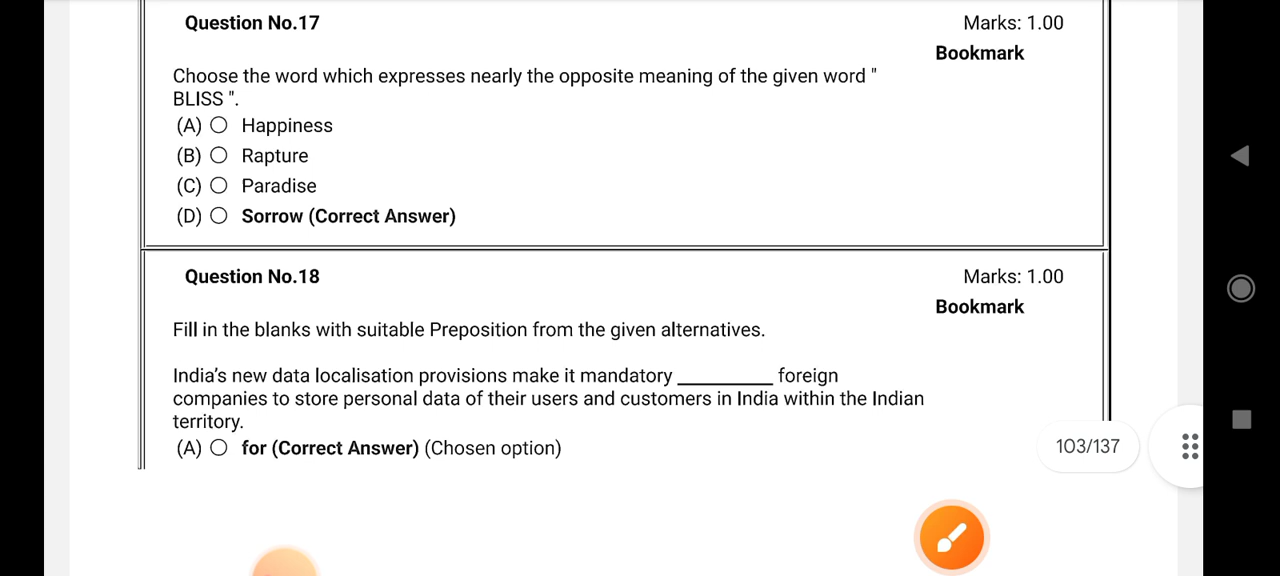 Question No.17
Marks: 1.00
Bookmark
Choose the word which expresses nearly the opposite meaning of the given word "
BLISS ".
(A) Happiness
(B) Rapture
(C) Paradise
(D) Sorrow (Correct Answer)
Question No.18
Marks: 1.00
Bookmark
Fill in the blanks with suitable Preposition from the given alternatives.
India’s new data localisation provisions make it mandatory __________ foreign
companies to store personal data of their users and customers in India within the Indian
territory.
(A) for (Correct Answer) (Chosen option)
103/137